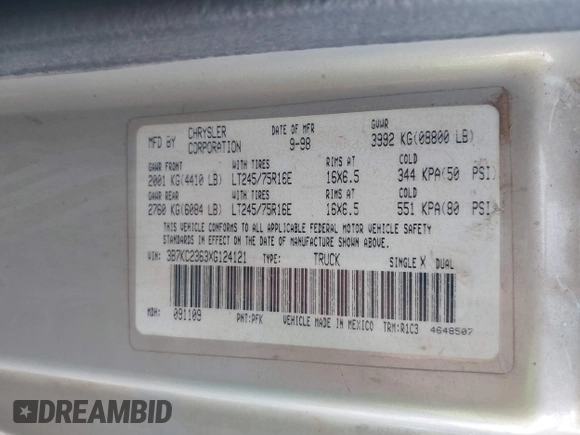 MFD BY CHRYSLER CORPORATION DATE OF MFR 9-98 GVWR 3992 KG(08800 LB)
GAWR FRONT WITH TIRES RIMS AT COLD
2001 KG(4410 LB) LT245/75R16E 16X6.5 344 KPA(50 PSI)
GAWR REAR WITH TIRES RIMS AT COLD
2760 KG(6084 LB) LT245/75R16E 16X6.5 551 KPA(80 PSI)
THIS VEHICLE CONFORMS TO ALL APPLICABLE FEDERAL MOTOR VEHICLE SAFETY
STANDARDS IN EFFECT ON THE DATE OF MANUFACTURE SHOWN ABOVE.
VIN: 3B7KC2363XG124121 TYPE: TRUCK SINGLE X DUAL
MDH: 091109 PNT:PFK VEHICLE MADE IN MEXICO TRM:R1C3 4648507
DREAMBID